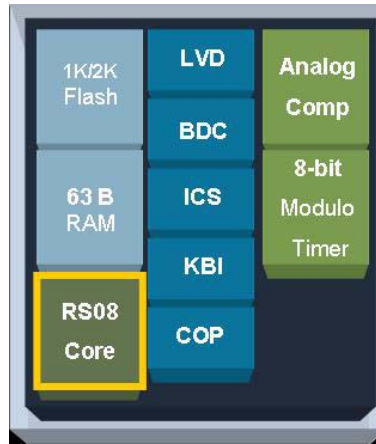 1K/2K
Flash
63 B
RAM
RS08
Core
LVD
BDC
ICS
KBI
COP
Analog
Comp
8-bit
Modulo
Timer